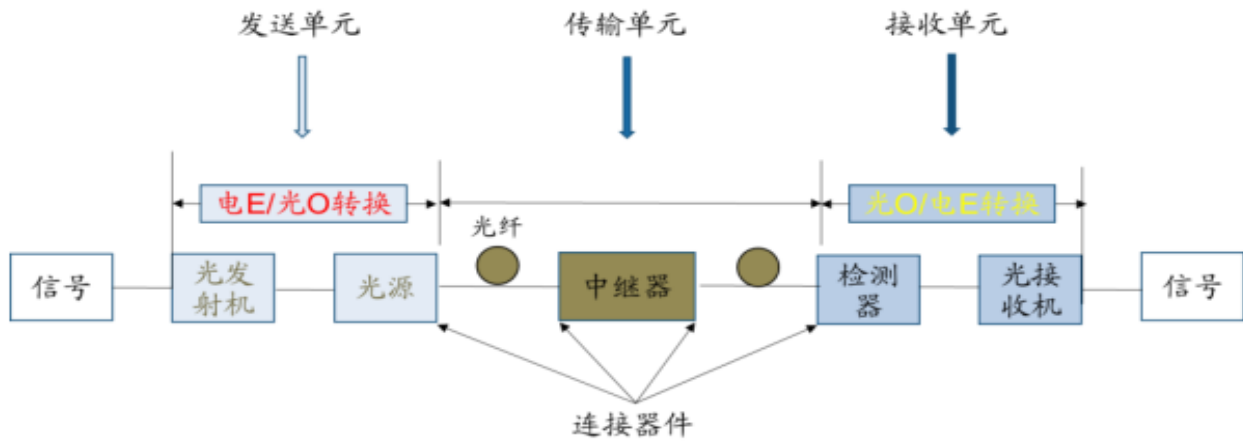 发送单元
传输单元
接收单元
电E/光O转换
光O/电E转换
光纤
信号
光发
射机
光源
中继器
检测
器
光接
收机
信号
连接器件